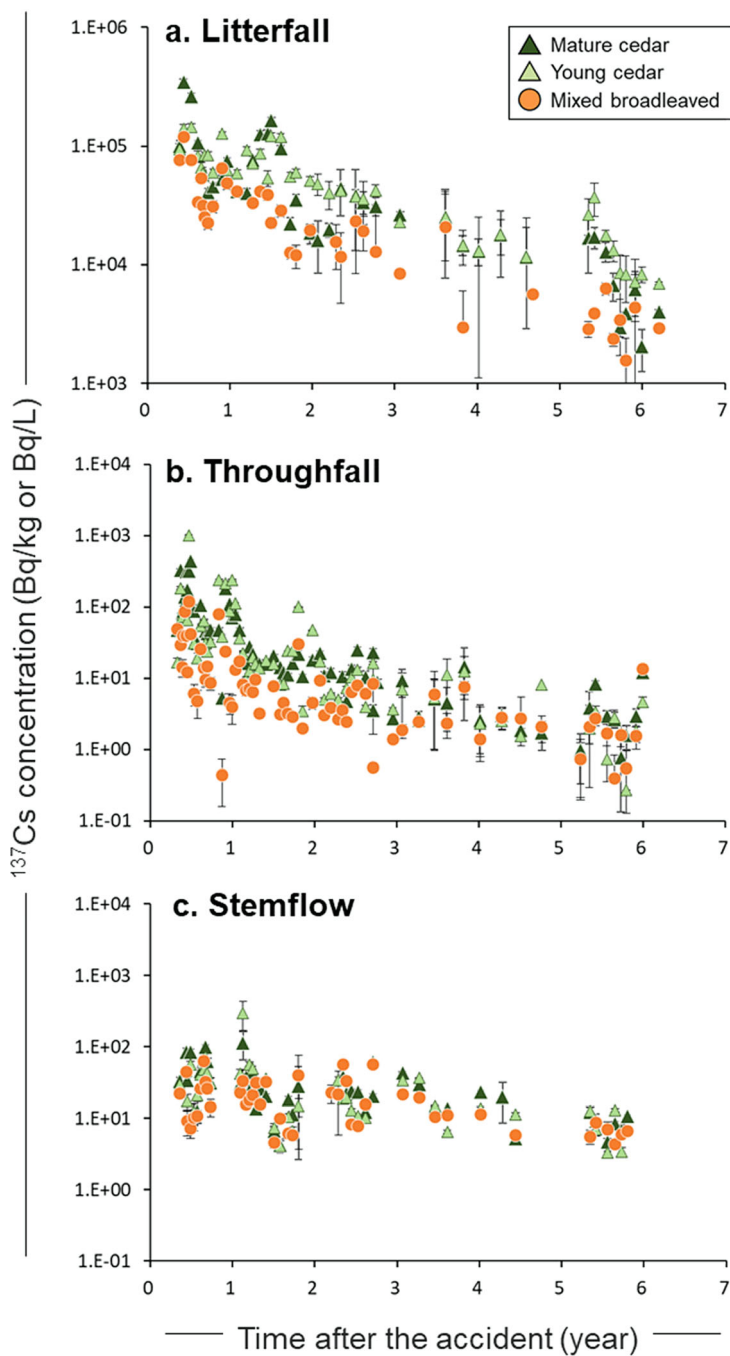 a. Litterfall
Mature cedar
Young cedar
Mixed broadleaved
1.E+06
1.E+05
1.E+04
1.E+03
0 1 2 3 4 5 6 7
b. Throughfall
1.E+04
1.E+03
1.E+02
1.E+01
1.E+00
1.E-01
0 1 2 3 4 5 6 7
c. Stemflow
1.E+04
1.E+03
1.E+02
1.E+01
1.E+00
1.E-01
0 1 2 3 4 5 6 7
¹³⁷Cs concentration (Bq/kg or Bq/L)
Time after the accident (year)